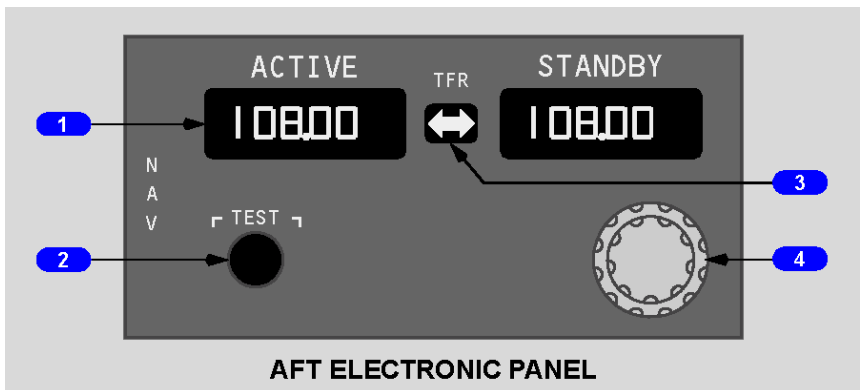 ACTIVE
TFR
STANDBY
108.00
108.00
1
3
N
A
V
TEST
2
4
AFT ELECTRONIC PANEL